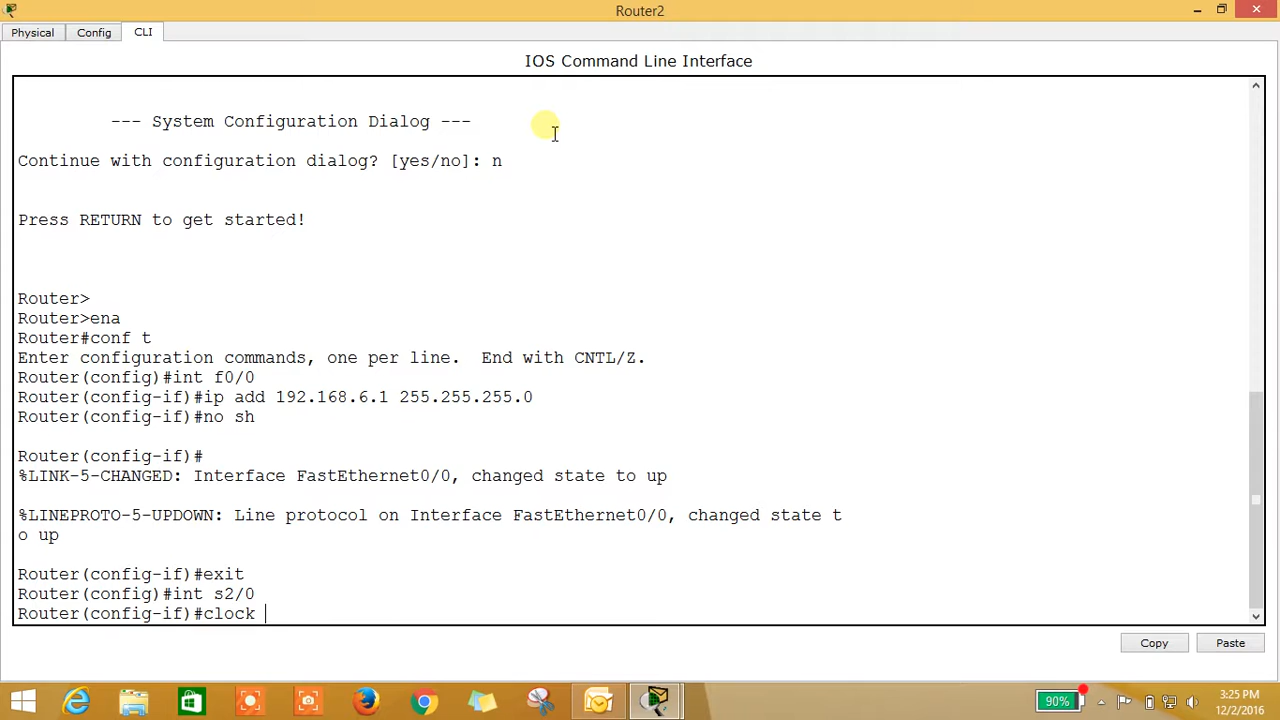 Router2
Physical Config CLI
IOS Command Line Interface
--- System Configuration Dialog ---
Continue with configuration dialog? [yes/no]: n
Press RETURN to get started!
Router>
Router>ena
Router#conf t
Enter configuration commands, one per line.  End with CNTL/Z.
Router(config)#int f0/0
Router(config-if)#ip add 192.168.6.1 255.255.255.0
Router(config-if)#no sh
Router(config-if)#
%LINK-5-CHANGED: Interface FastEthernet0/0, changed state to up
%LINEPROTO-5-UPDOWN: Line protocol on Interface FastEthernet0/0, changed state t
o up
Router(config-if)#exit
Router(config)#int s2/0
Router(config-if)#clock
Copy Paste
90%
3:25 PM
12/2/2016